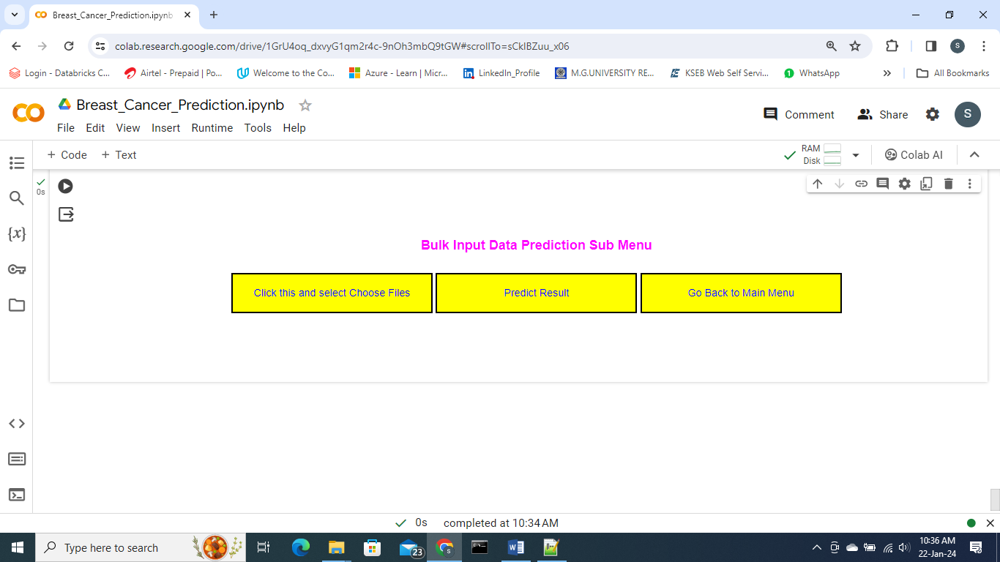 Breast_Cancer_Prediction.ipynb
colab.research.google.com/drive/1GrU4oq_dxvyG1qm2r4c-9nOh3mbQ9tGW#scrollTo=sCklBZuu_x06
S
Login - Databricks C... Airtel - Prepaid | Po... Welcome to the Co... Azure - Learn | Micr... LinkedIn_Profile M.G.UNIVERSITY RE... KSEB Web Self Servi... 1 WhatsApp All Bookmarks
Breast_Cancer_Prediction.ipynb
Comment Share S
File Edit View Insert Runtime Tools Help
+ Code + Text RAM Disk Colab AI
0s
{x}
Bulk Input Data Prediction Sub Menu
Click this and select Choose Files Predict Result Go Back to Main Menu
0s completed at 10:34 AM
Type here to search 23 S 10:36 AM
22-Jan-24